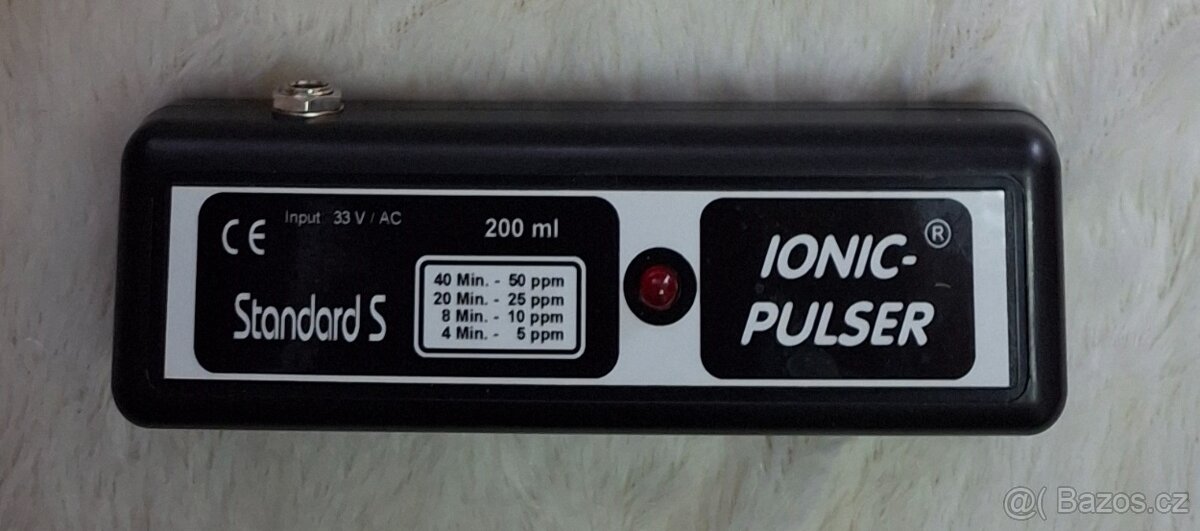 CE
Input 33 V / AC
200 ml
Standard S
40 Min. - 50 ppm
20 Min. - 25 ppm
8 Min. - 10 ppm
4 Min. - 5 ppm
IONIC-®
PULSER
@( Bazos.cz